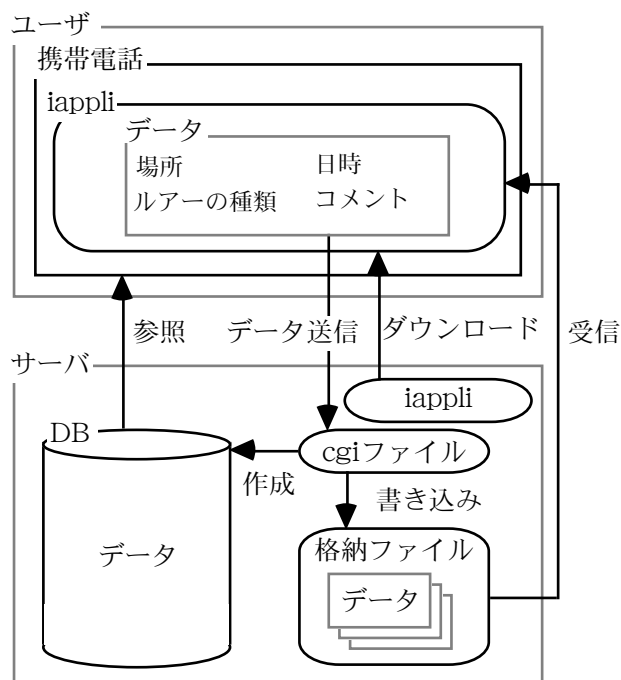 ユーザ
携帯電話
iappli
データ
場所 日時
ルアーの種類 コメント
参照 データ送信 ダウンロード 受信
サーバ
iappli
DB
cgiファイル
作成
書き込み
データ
格納ファイル
データ